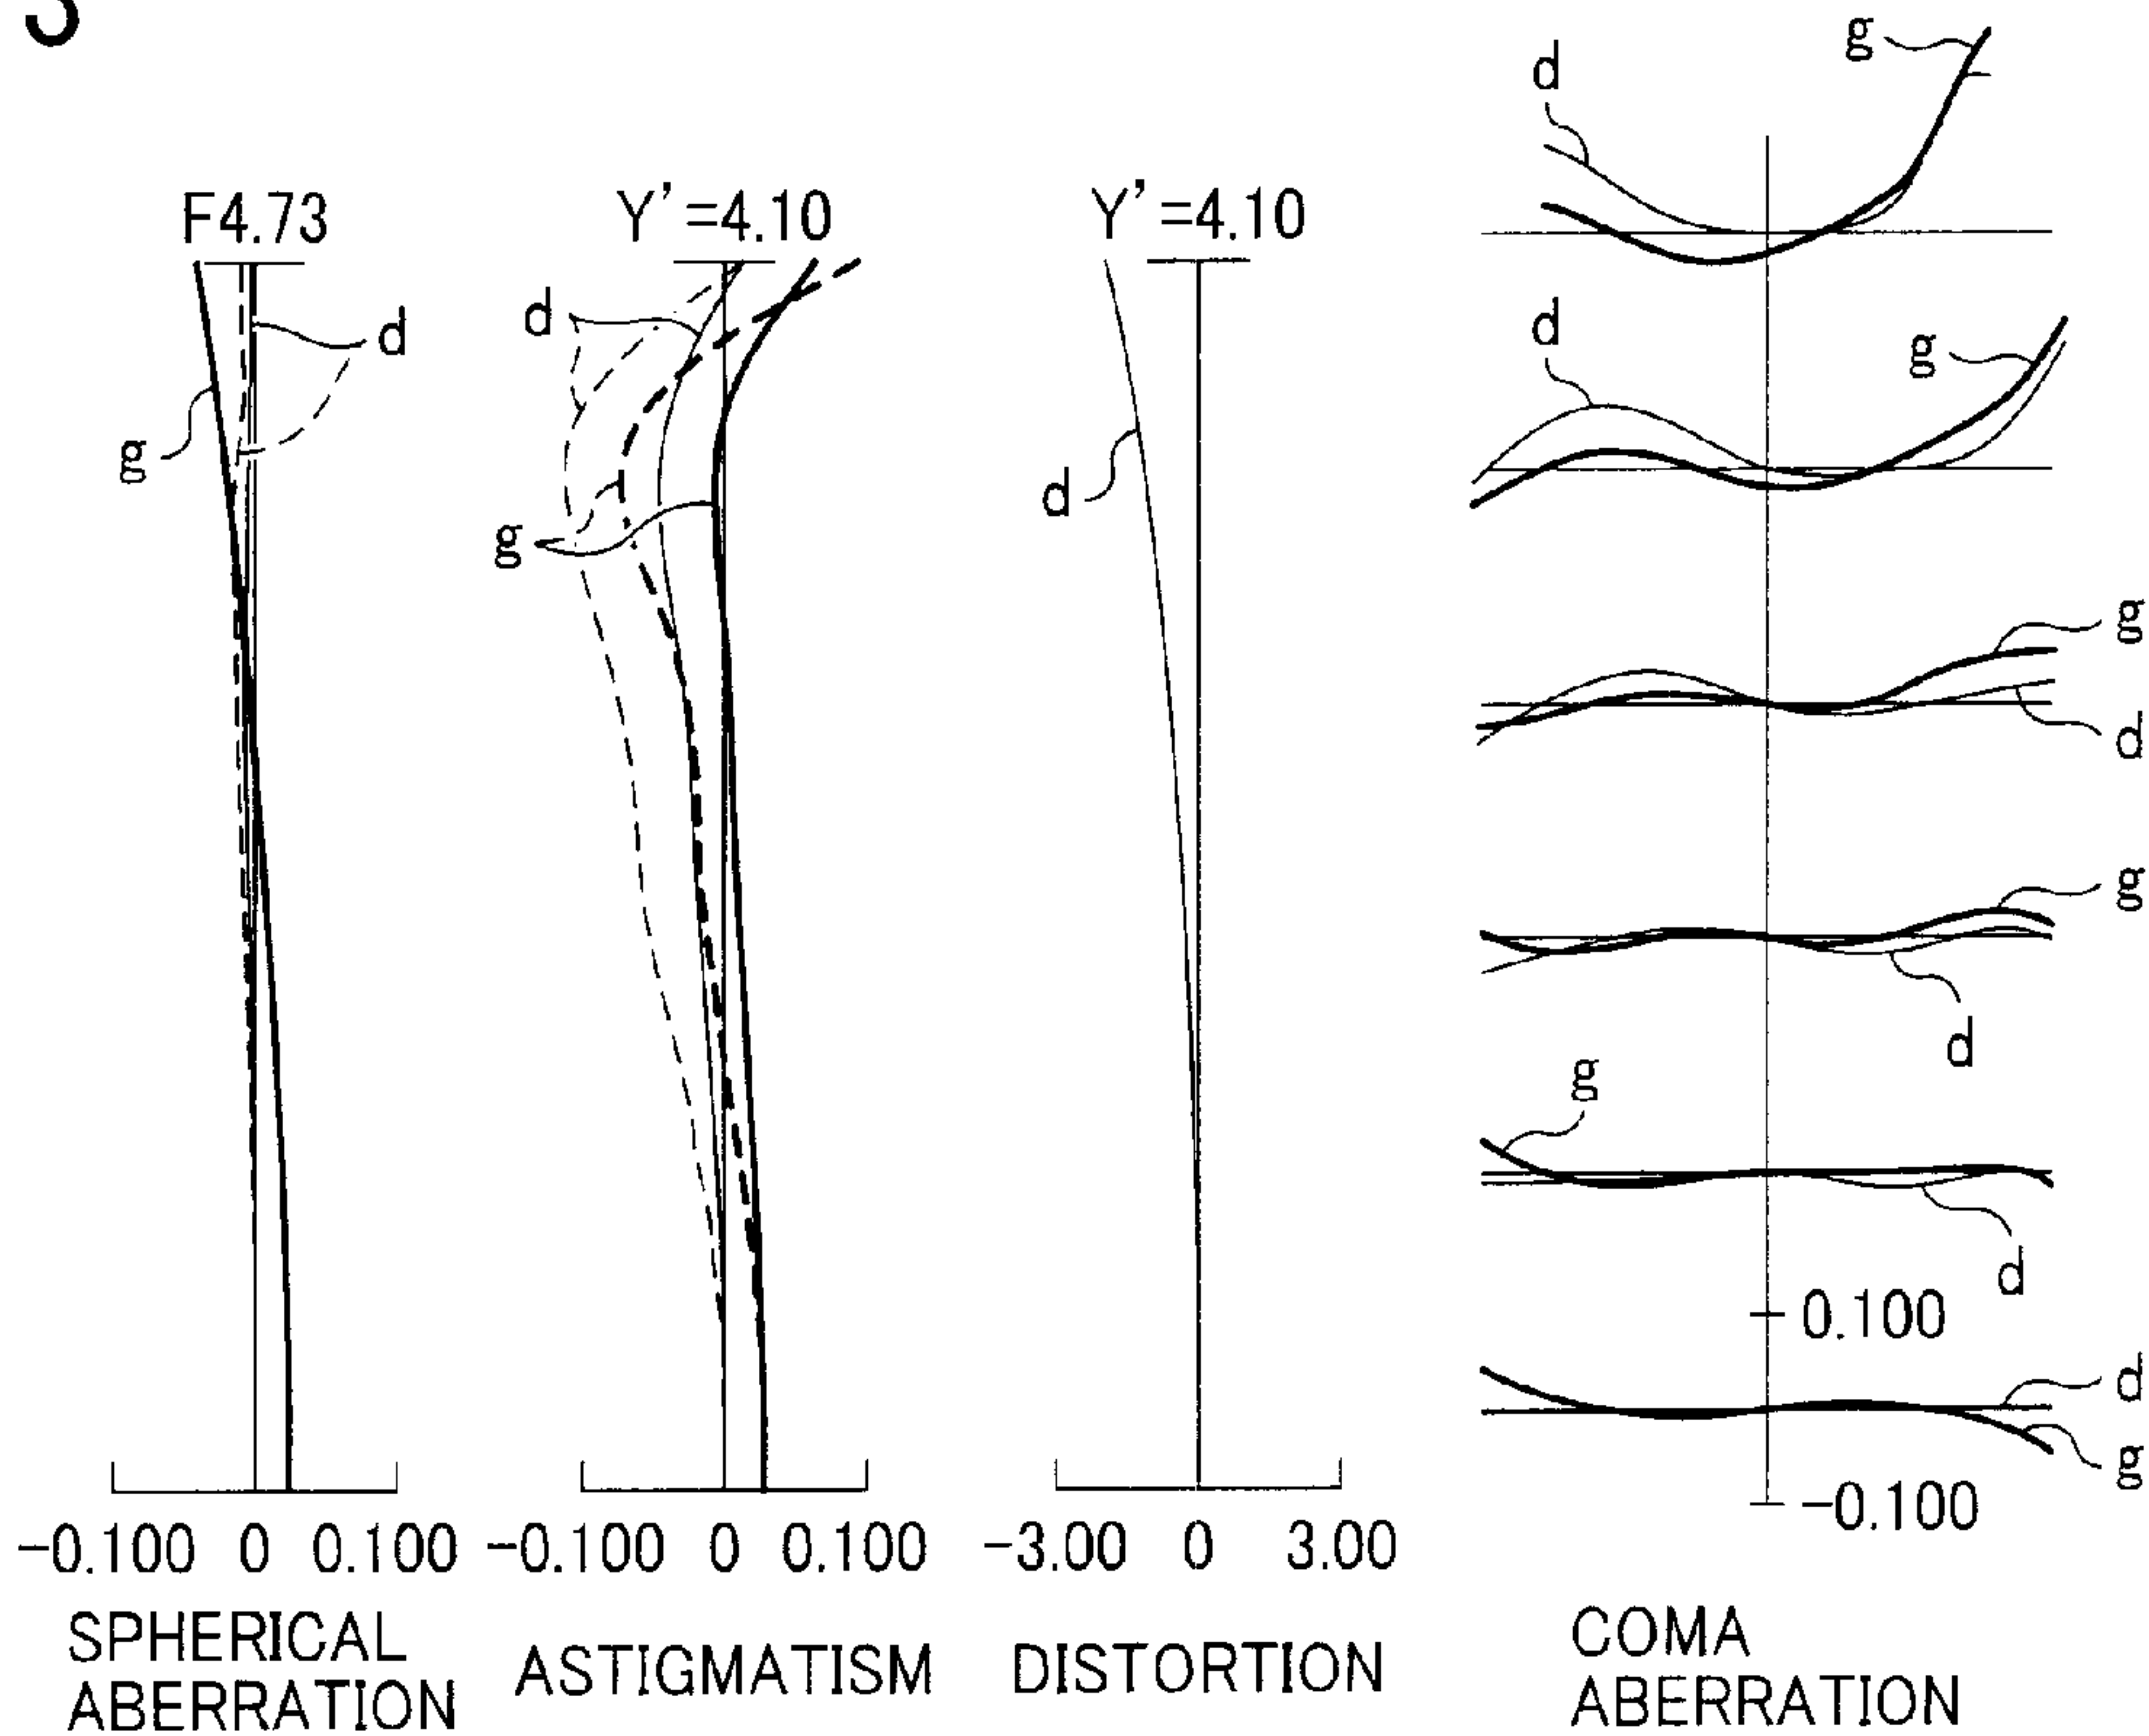 F4.73
d
g
-0.100 0 0.100
SPHERICAL
ABERRATION
Y'=4.10
d
g
-0.100 0 0.100
ASTIGMATISM
Y'=4.10
d
-3.00 0 3.00
DISTORTION
g
d
d
g
g
d
g
d
g
d
0.100
d
g
-0.100
COMA
ABERRATION